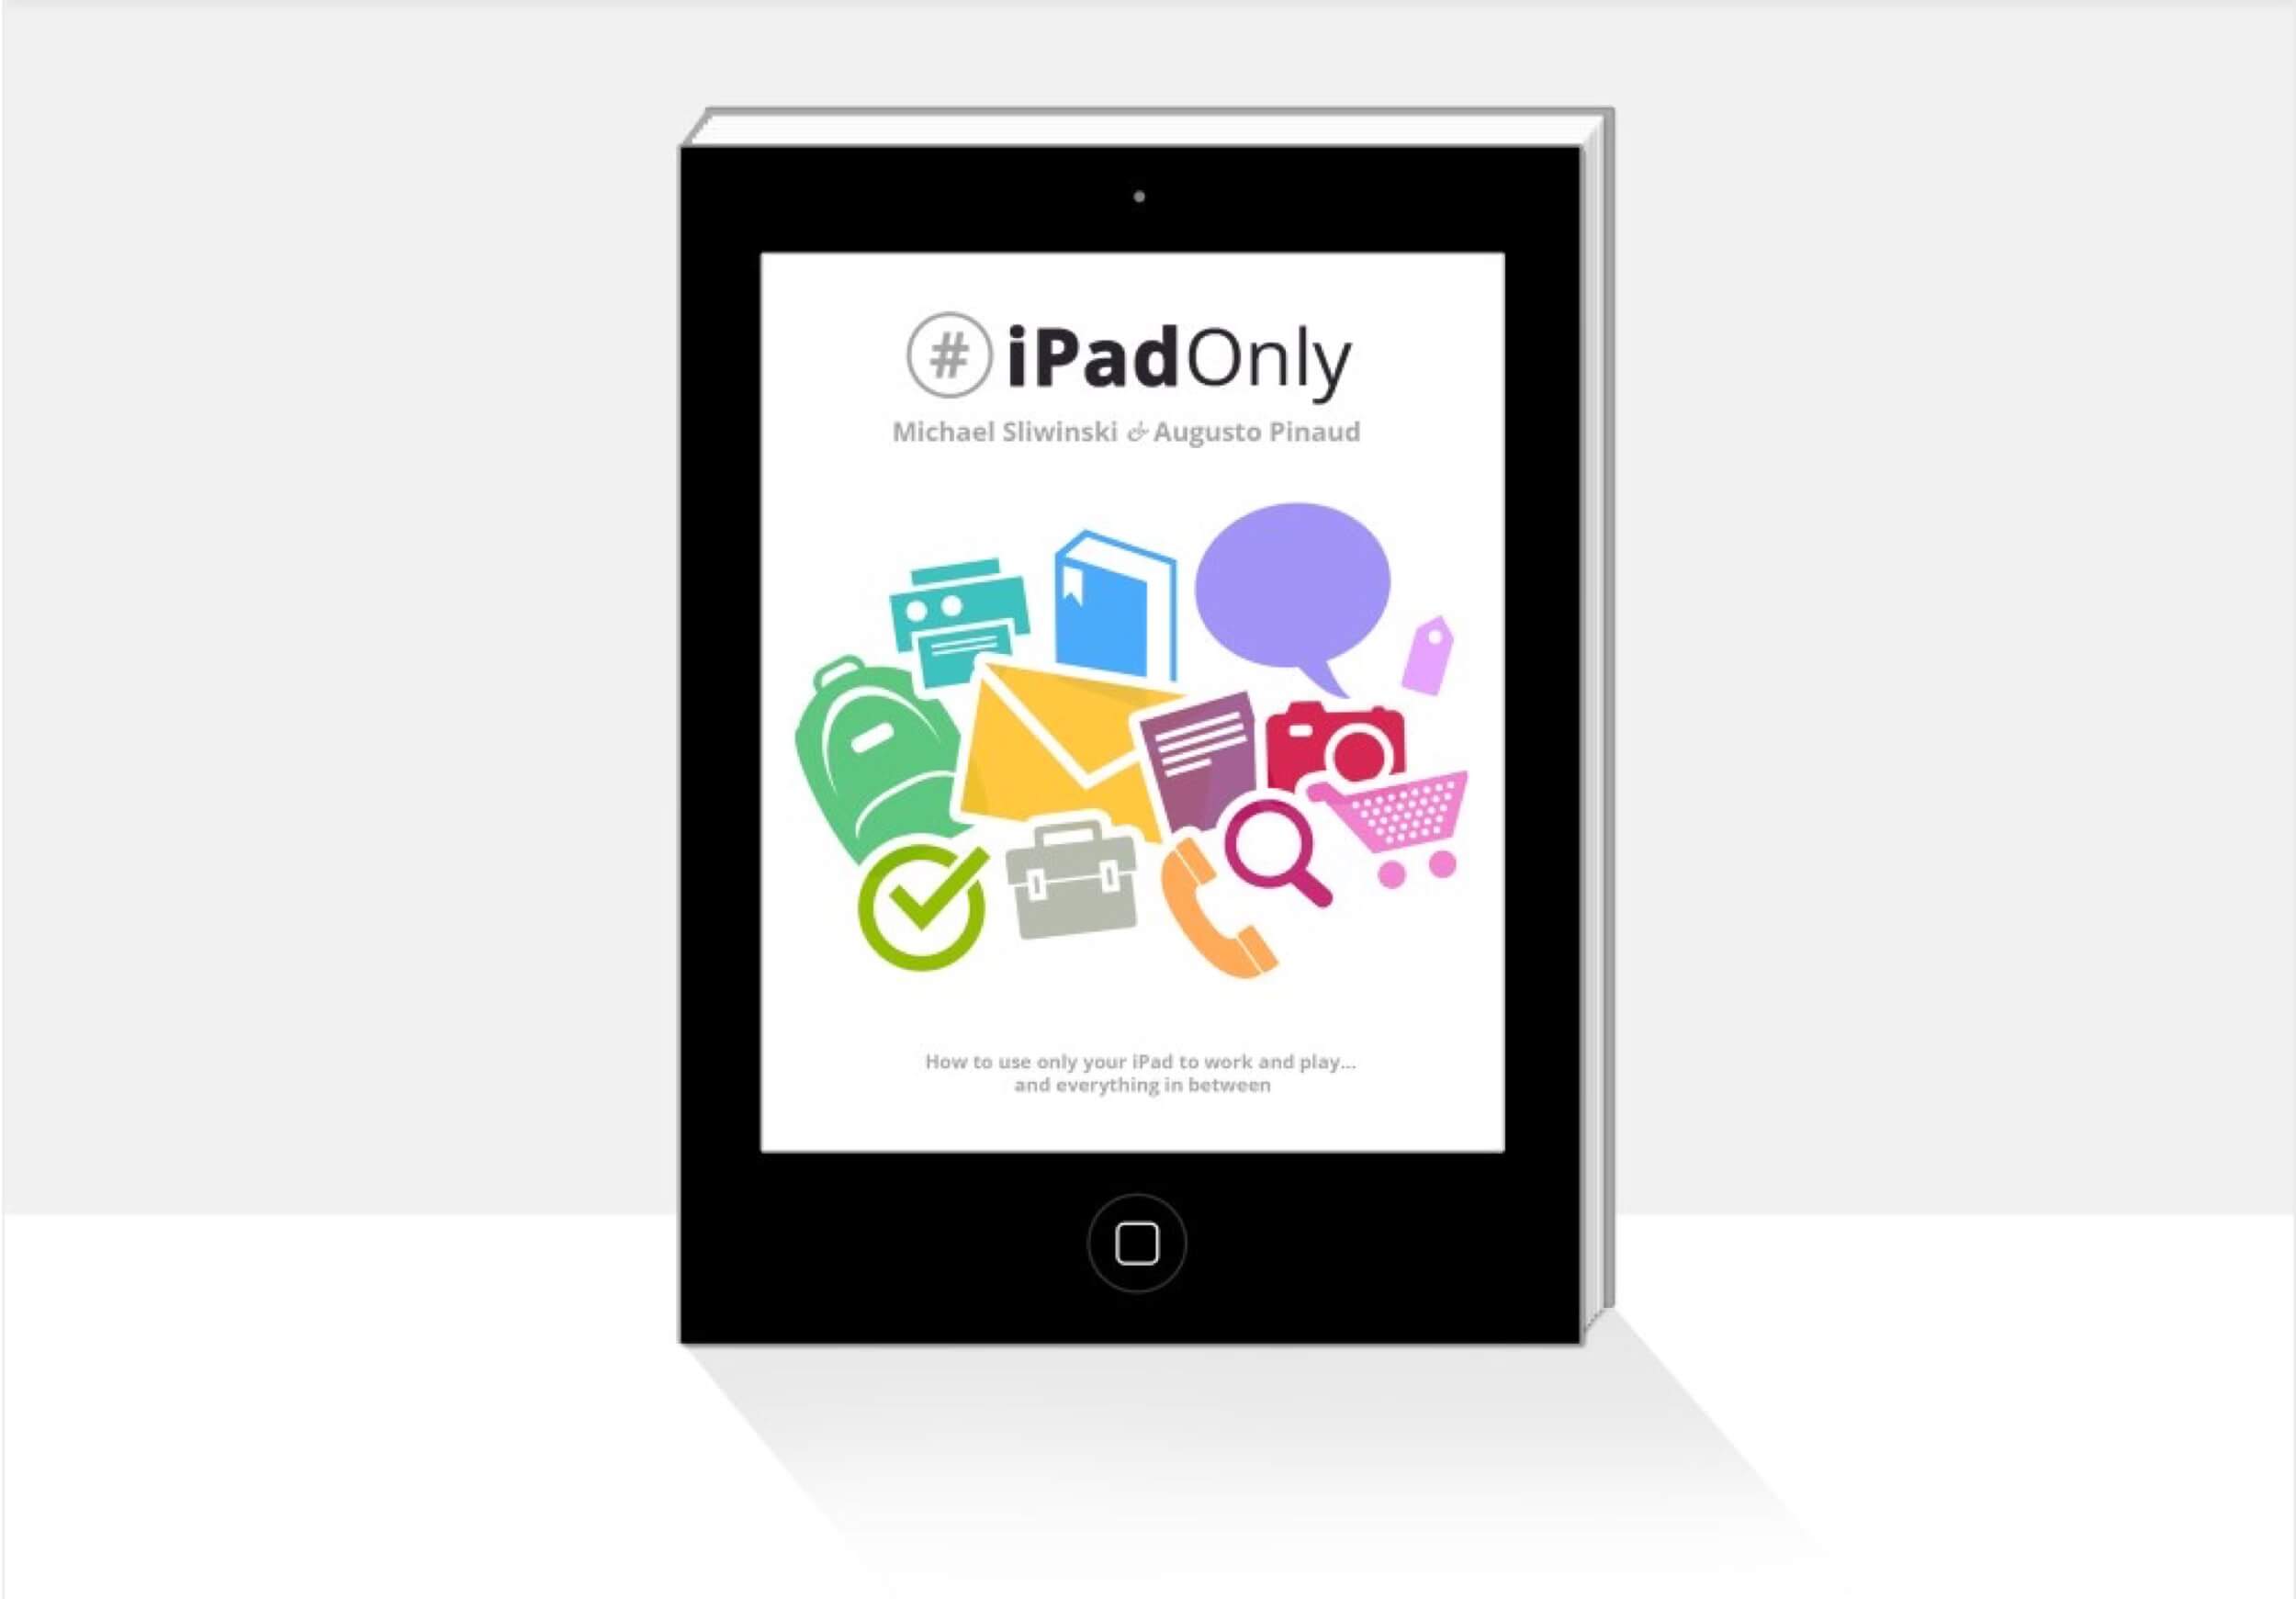 # iPadOnly
Michael Sliwinski & Augusto Pinaud
How to use only your iPad to work and play...
and everything in between